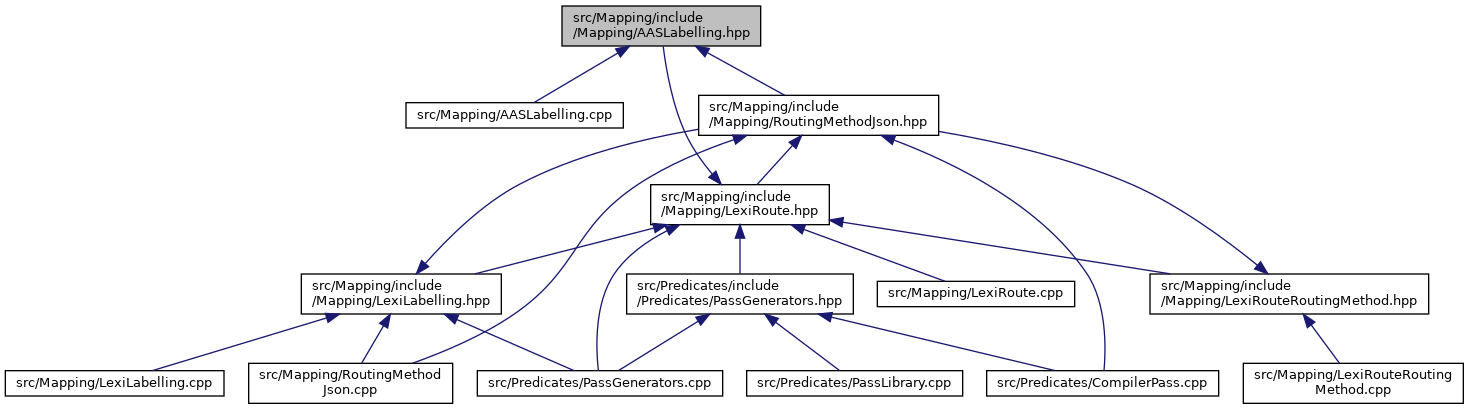 src/Mapping/include
/Mapping/AASLabelling.hpp
src/Mapping/AASLabelling.cpp
src/Mapping/include
/Mapping/RoutingMethodJson.hpp
src/Mapping/include
/Mapping/LexiRoute.hpp
src/Mapping/include
/Mapping/LexiLabelling.hpp
src/Predicates/include
/Predicates/PassGenerators.hpp
src/Mapping/LexiRoute.cpp
src/Mapping/include
/Mapping/LexiRouteRoutingMethod.hpp
src/Mapping/LexiLabelling.cpp
src/Mapping/RoutingMethod
Json.cpp
src/Predicates/PassGenerators.cpp
src/Predicates/PassLibrary.cpp
src/Predicates/CompilerPass.cpp
src/Mapping/LexiRouteRouting
Method.cpp